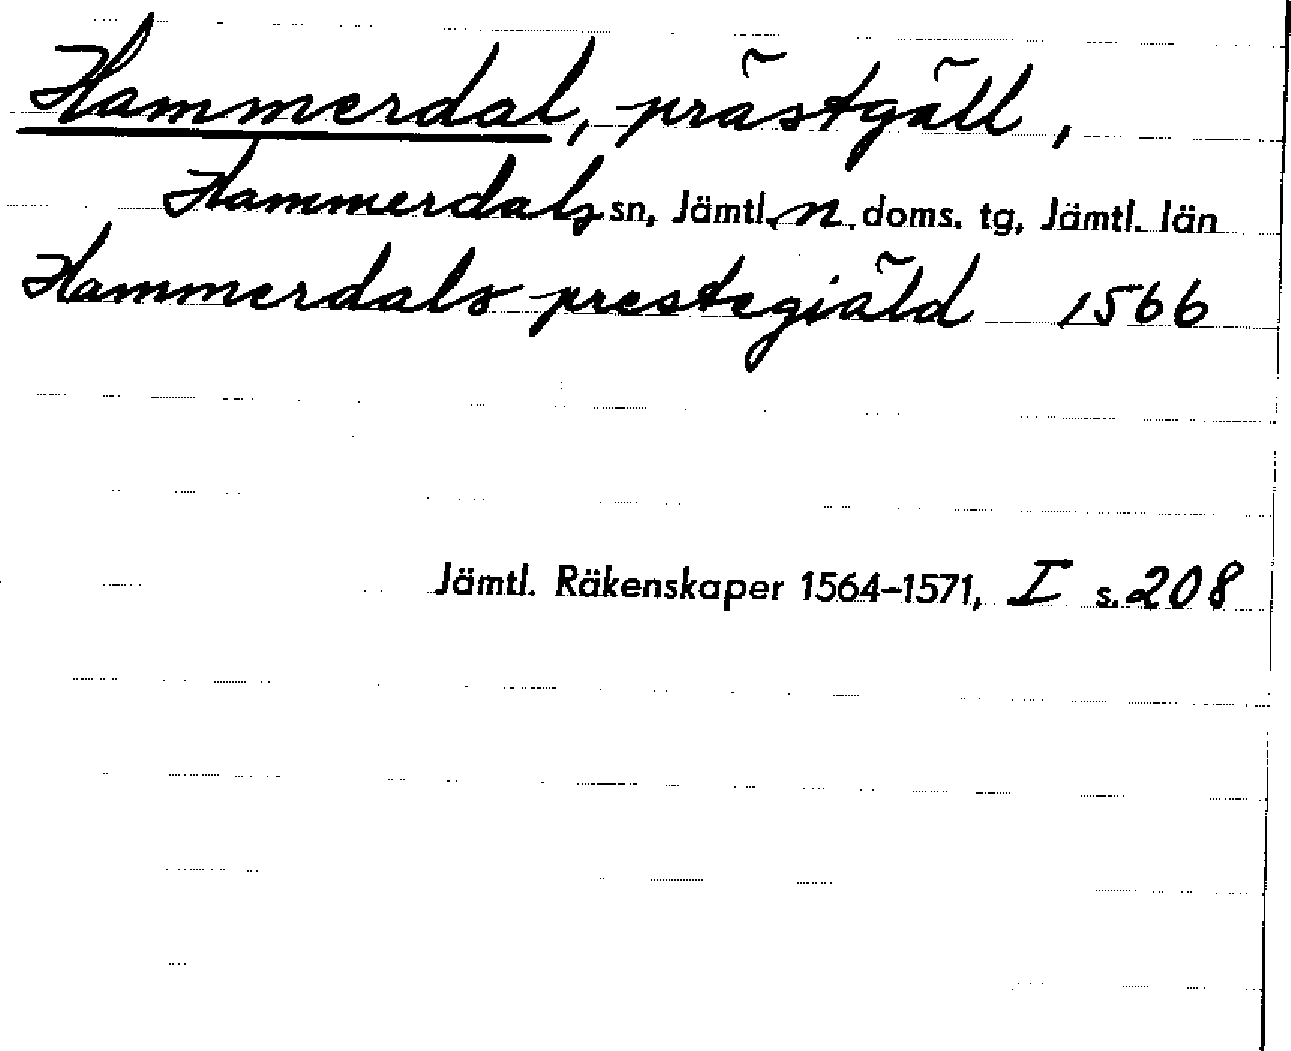 Hammerdal, prästgäll,
Hammerdals sn, Jämtl. n. doms. tg, Jämtl. län
Hammerdals prestegiäld 1566
Jämtl. Räkenskaper 1564-1571, I s. 208